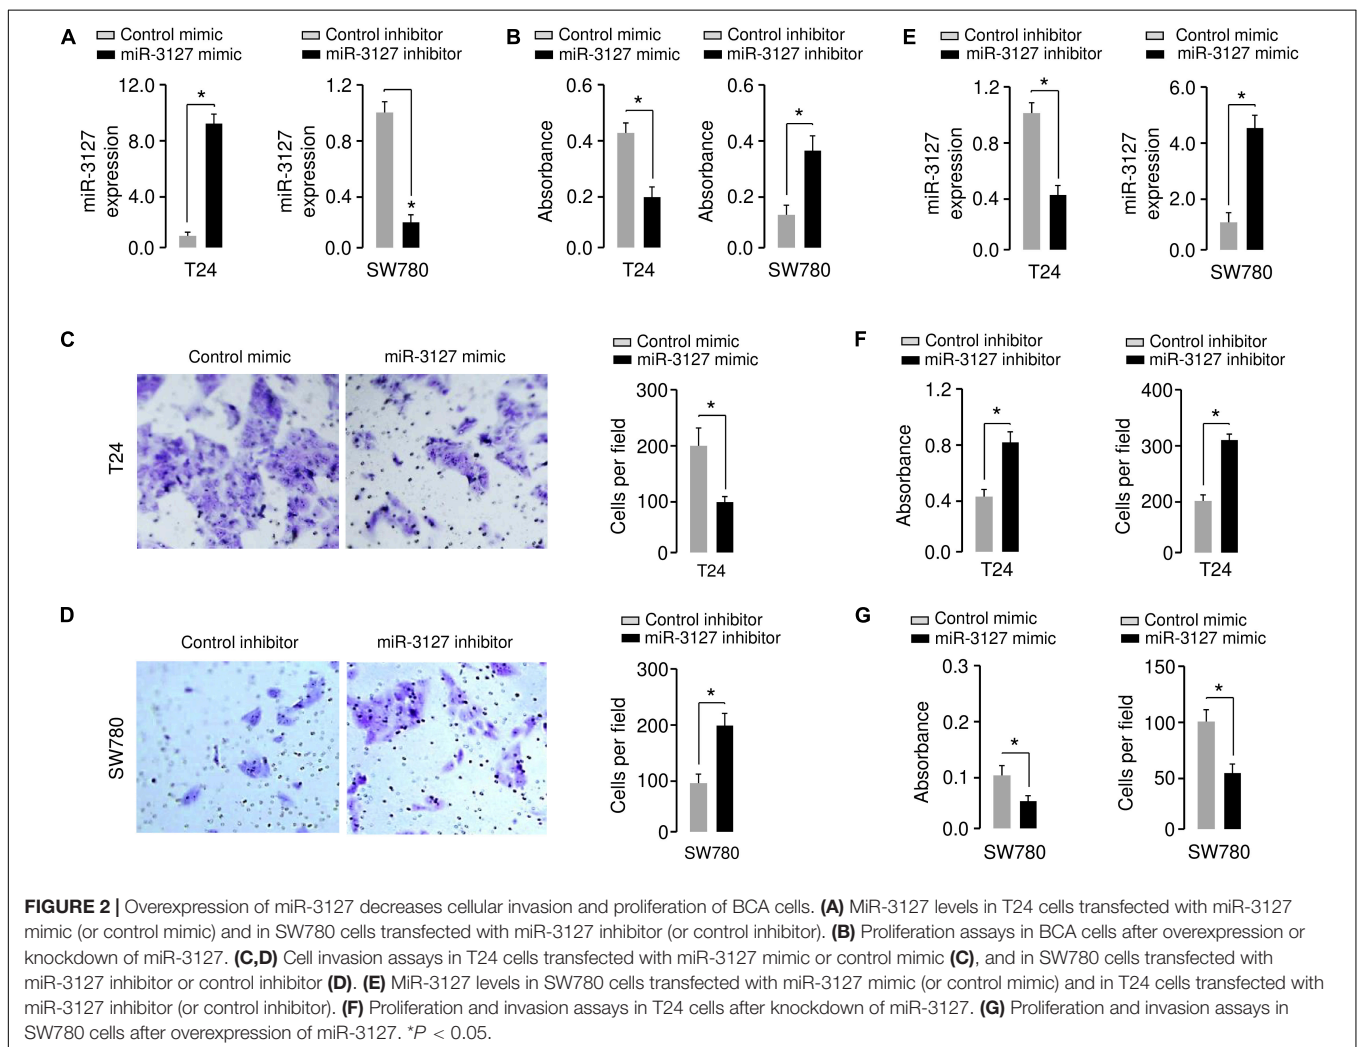 A
Control mimic
miR-3127 mimic
12.0
8.0
4.0
0.0
miR-3127
expression
*
T24
Control inhibitor
miR-3127 inhibitor
1.2
0.8
0.4
0.0
miR-3127
expression
*
SW780
B
Control mimic
miR-3127 mimic
0.6
0.4
0.2
0.0
Absorbance
*
T24
Control inhibitor
miR-3127 inhibitor
0.6
0.4
0.2
0.0
Absorbance
*
SW780
E
Control inhibitor
miR-3127 inhibitor
1.2
0.8
0.4
0.0
miR-3127
expression
*
T24
Control mimic
miR-3127 mimic
6.0
4.0
2.0
0.0
miR-3127
expression
*
SW780
C
Control mimic
miR-3127 mimic
T24
Control mimic
miR-3127 mimic
300
200
100
0
Cells per field
*
T24
F
Control inhibitor
miR-3127 inhibitor
1.2
0.8
0.4
0.0
Absorbance
*
T24
Control inhibitor
miR-3127 inhibitor
400
300
200
0
Cells per field
*
T24
D
Control inhibitor
miR-3127 inhibitor
SW780
Control inhibitor
miR-3127 inhibitor
300
200
100
0
Cells per field
*
SW780
G
Control mimic
miR-3127 mimic
0.3
0.2
0.1
0.0
Absorbance
*
SW780
Control mimic
miR-3127 mimic
150
100
50
0
Cells per field
*
SW780
FIGURE 2 | Overexpression of miR-3127 decreases cellular invasion and proliferation of BCA cells. (A) MiR-3127 levels in T24 cells transfected with miR-3127
mimic (or control mimic) and in SW780 cells transfected with miR-3127 inhibitor (or control inhibitor). (B) Proliferation assays in BCA cells after overexpression or
knockdown of miR-3127. (C,D) Cell invasion assays in T24 cells transfected with miR-3127 mimic or control mimic (C), and in SW780 cells transfected with
miR-3127 inhibitor or control inhibitor (D). (E) MiR-3127 levels in SW780 cells transfected with miR-3127 mimic (or control mimic) and in T24 cells transfected with
miR-3127 inhibitor (or control inhibitor). (F) Proliferation and invasion assays in T24 cells after knockdown of miR-3127. (G) Proliferation and invasion assays in
SW780 cells after overexpression of miR-3127. *P < 0.05.